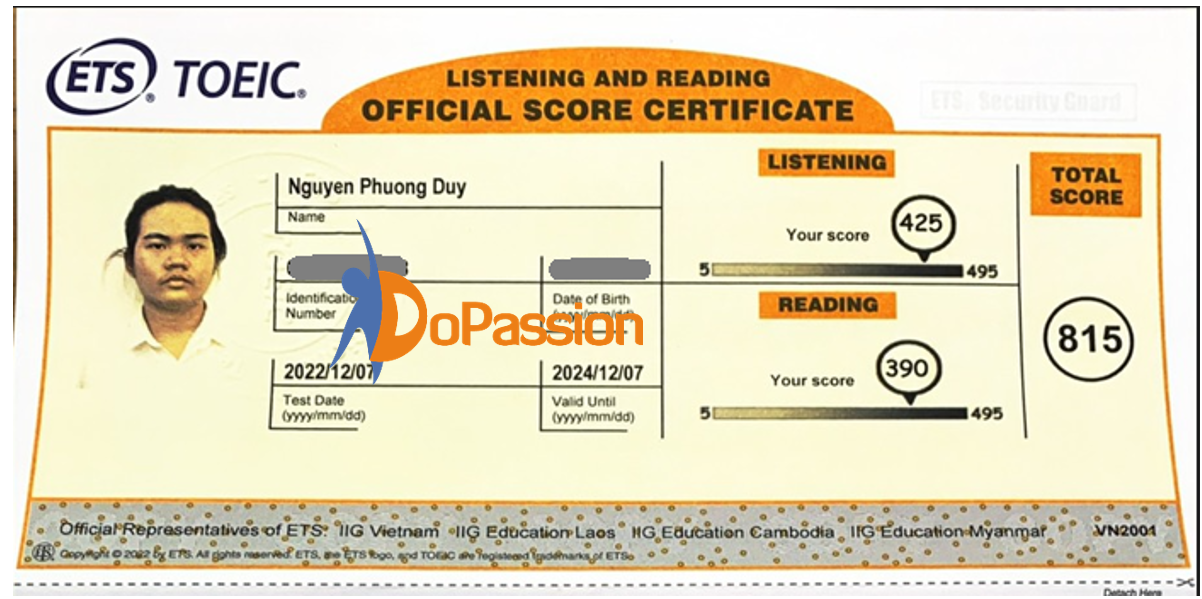 ETS® TOEIC®
LISTENING AND READING
OFFICIAL SCORE CERTIFICATE
ETS Security Guard
Nguyen Phuong Duy
Name
Identification
Number
Date of Birth
(yyyy/mm/dd)
DoPassion
2022/12/07
Test Date
(yyyy/mm/dd)
2024/12/07
Valid Until
(yyyy/mm/dd)
LISTENING
Your score 425
5 495
READING
Your score 390
5 495
TOTAL
SCORE
815
Official Representatives of ETS: IIG Vietnam IIG Education Laos IIG Education Cambodia IIG Education Myanmar VN2001
Copyright © 2022 by ETS. All rights reserved. ETS, the ETS logo, and TOEIC are registered trademarks of ETS.
Detach Here